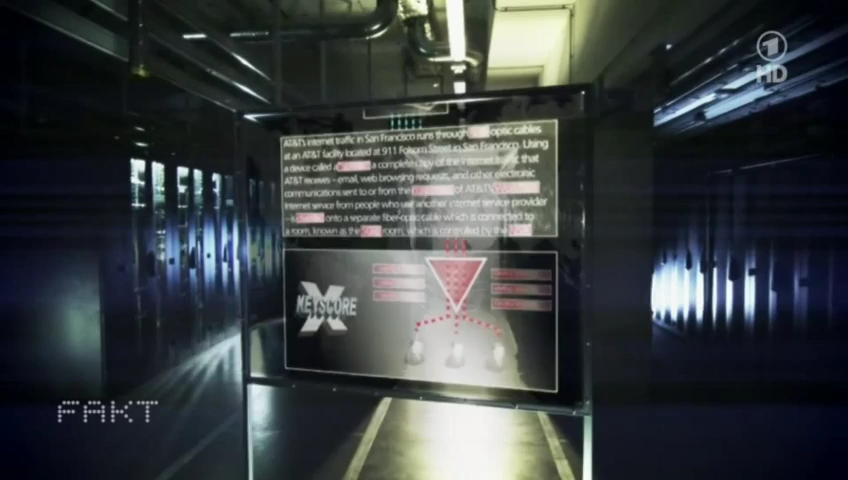 1
HD
AT&T's internet traffic in San Francisco runs through optic cables
at an AT&T facility located at 911 Folsom Street in San Francisco. Using
a device called a a complete copy of the internet traffic that
AT&T receives – email, web browsing requests, and other electronic
communications sent to or from the of AT&T's
Internet service from people who use another internet service provider
– is onto a separate fiber-optic cable which is connected to
a room, known as the room, which is controlled by the
X
KEYSCORE
FAKT